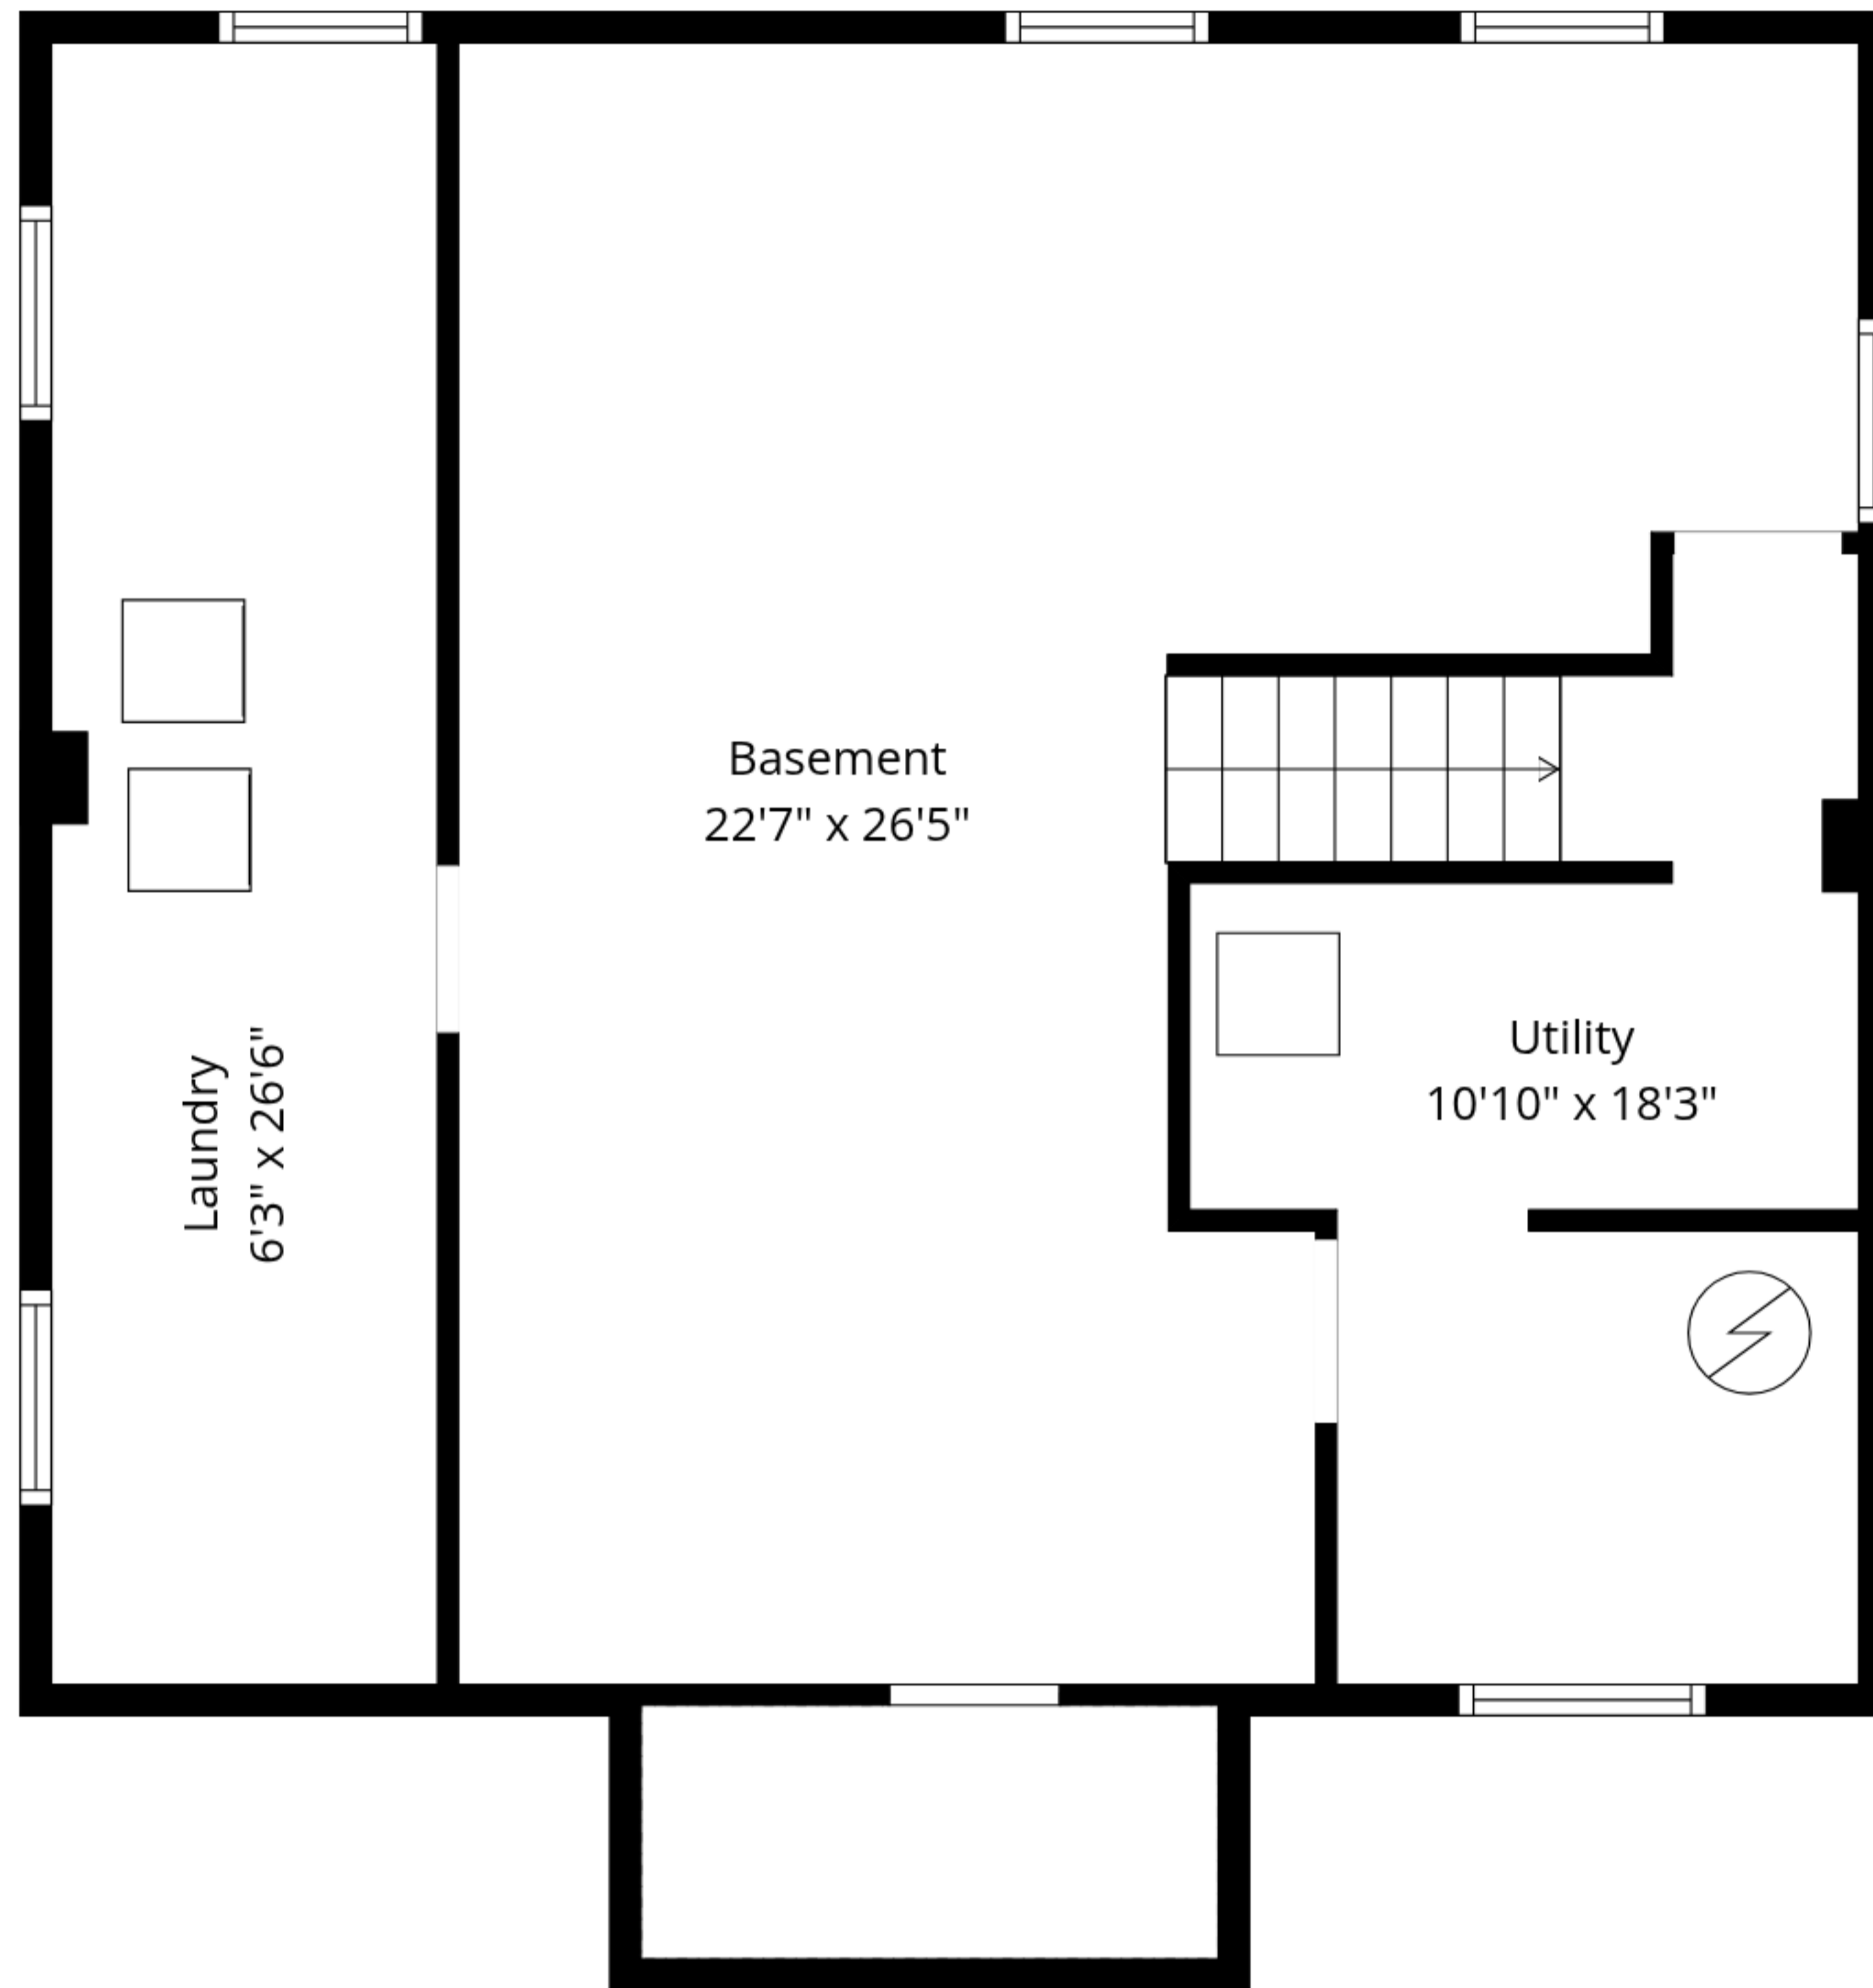 Basement
22'7" x 26'5"
Laundry
6'3" x 26'6"
Utility
10'10" x 18'3"